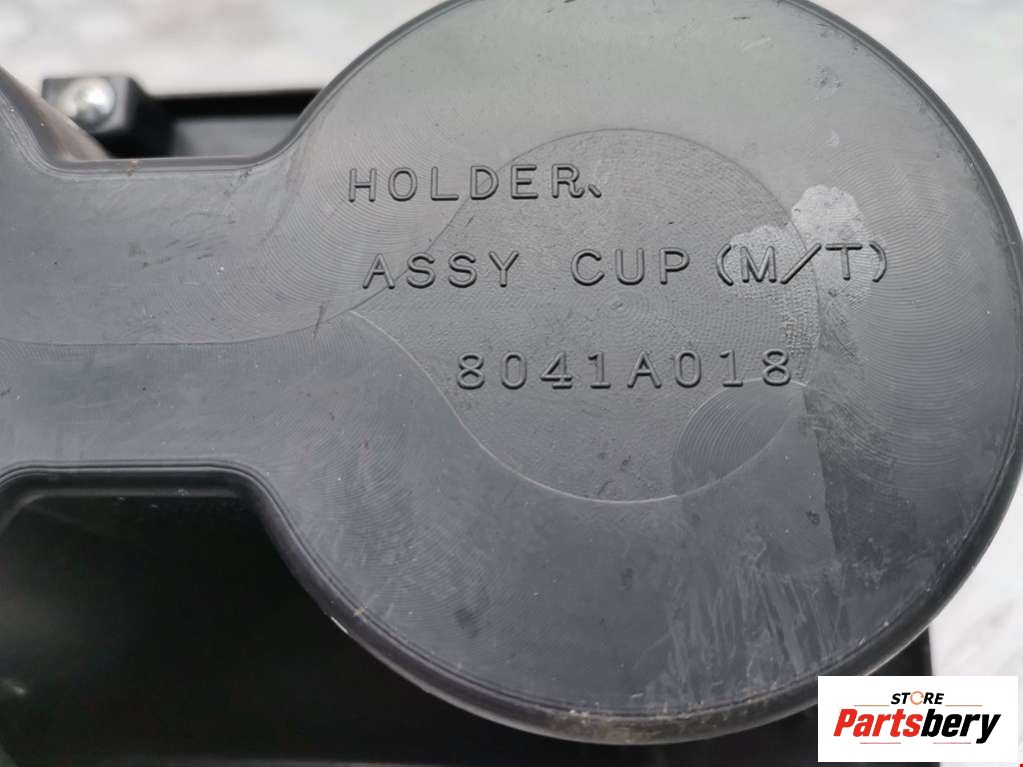 HOLDER、
ASSY CUP (M/T)
8041A018
STORE
Partsbery